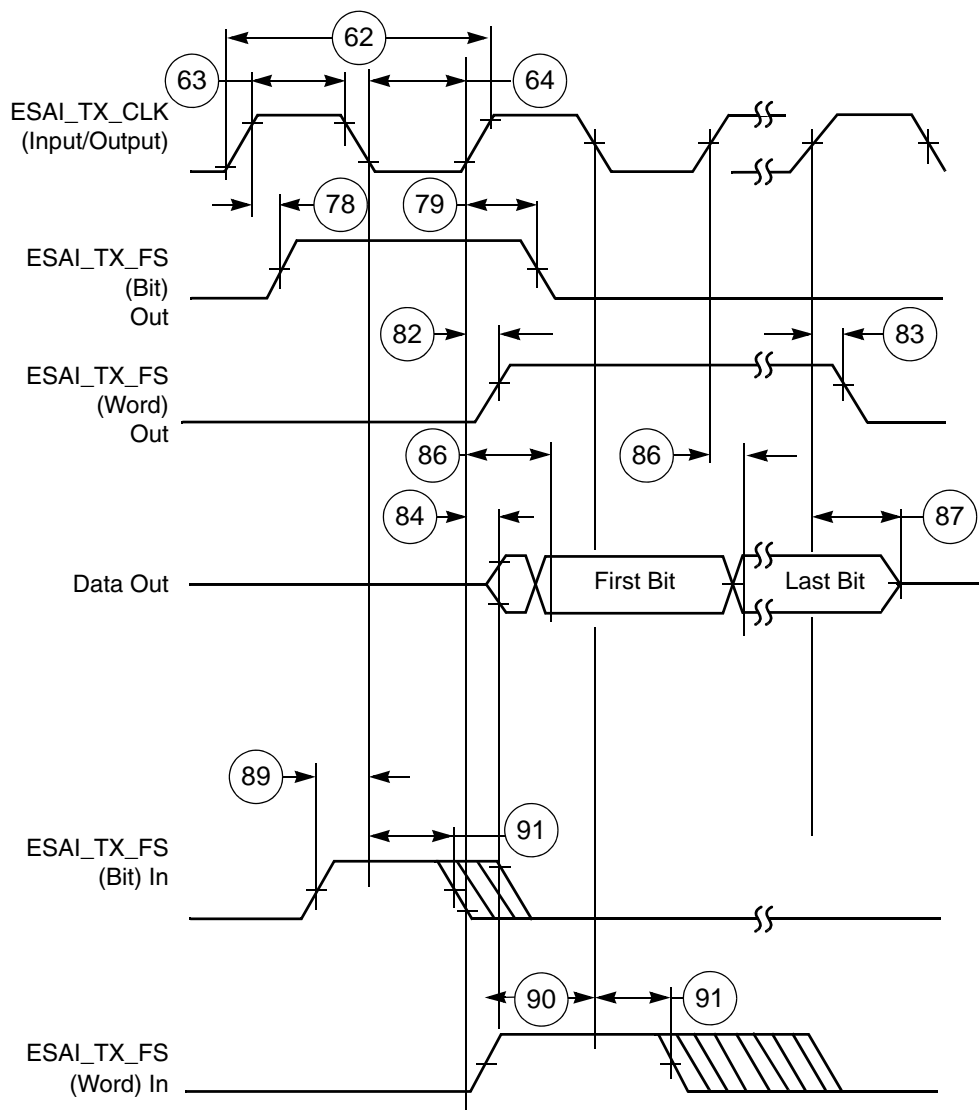 62
63
64
ESAI_TX_CLK
(Input/Output)
78
79
ESAI_TX_FS
(Bit)
Out
82
83
ESAI_TX_FS
(Word)
Out
86
86
84
87
Data Out
First Bit
Last Bit
89
91
ESAI_TX_FS
(Bit) In
90
91
ESAI_TX_FS
(Word) In